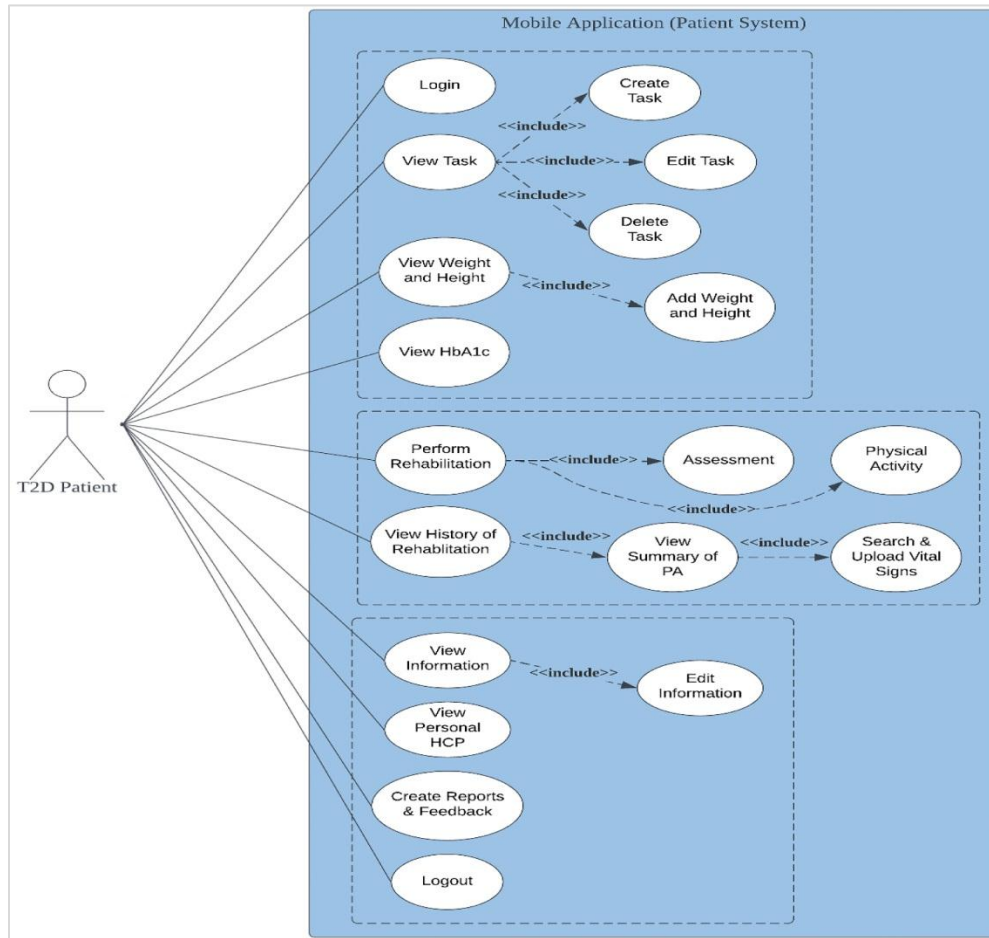 Mobile Application (Patient System)
Login
Create
Task
<<include>>
View Task
<<include>>
Edit Task
<<include>>
Delete
Task
View Weight
and Height
<<include>>
Add Weight
and Height
View HbA1c
T2D Patient
Perform
Rehabilitation
<<include>>
Assessment
Physical
Activity
<<include>>
View History of
Rehablitation
<<include>>
View
Summary of
PA
<<include>>
Search &
Upload Vital
Signs
View
Information
<<include>>
Edit
Information
View
Personal
HCP
Create Reports
& Feedback
Logout